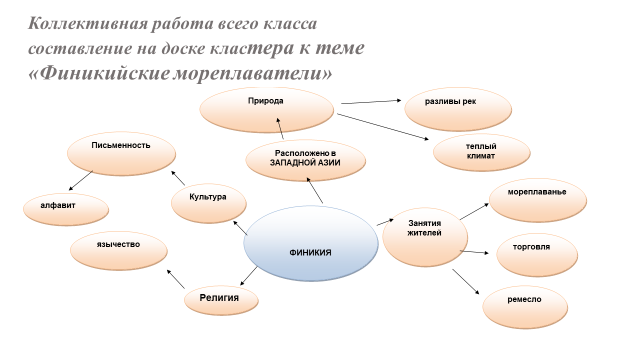 Коллективная работа всего класса
составление на доске кластера к теме
«Финикийские мореплаватели»
Природа
разливы рек
теплый
климат
Расположено в
ЗАПАДНОЙ АЗИИ
Письменность
алфавит
Культура
язычество
Религия
ФИНИКИЯ
Занятия
жителей
мореплаванье
торговля
ремесло